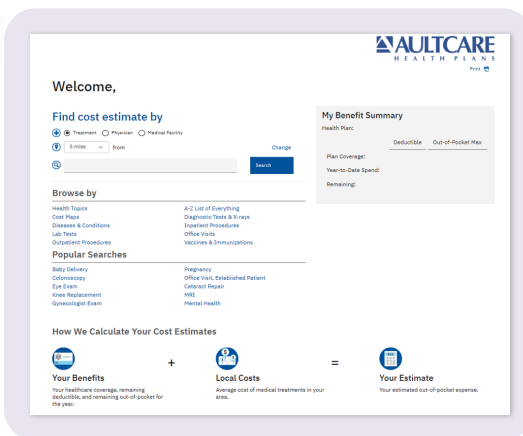 AULTCARE
HEALTH PLANS
Print
Welcome,
Find cost estimate by
Treatment Physician Medical Facility
5 miles from Change
Search
My Benefit Summary
Health Plan:
Deductible Out-of-Pocket Max
Plan Coverage:
Year-to-Date Spend:
Remaining:
Browse by
Health Topics
Cost Maps
Diseases & Conditions
Lab Tests
Outpatient Procedures
A-Z List of Everything
Diagnostic Tests & X-rays
Inpatient Procedures
Office Visits
Vaccines & Immunizations
Popular Searches
Baby Delivery
Colonoscopy
Eye Exam
Knee Replacement
Gynecologist Exam
Pregnancy
Office Visit, Established Patient
Cataract Repair
MRI
Mental Health
How We Calculate Your Cost Estimates
Your Benefits
Your healthcare coverage, remaining
deductible, and remaining out-of-pocket for
the year.
+
Local Costs
Average cost of medical treatments in your
area.
=
Your Estimate
Your estimated out-of-pocket expense.